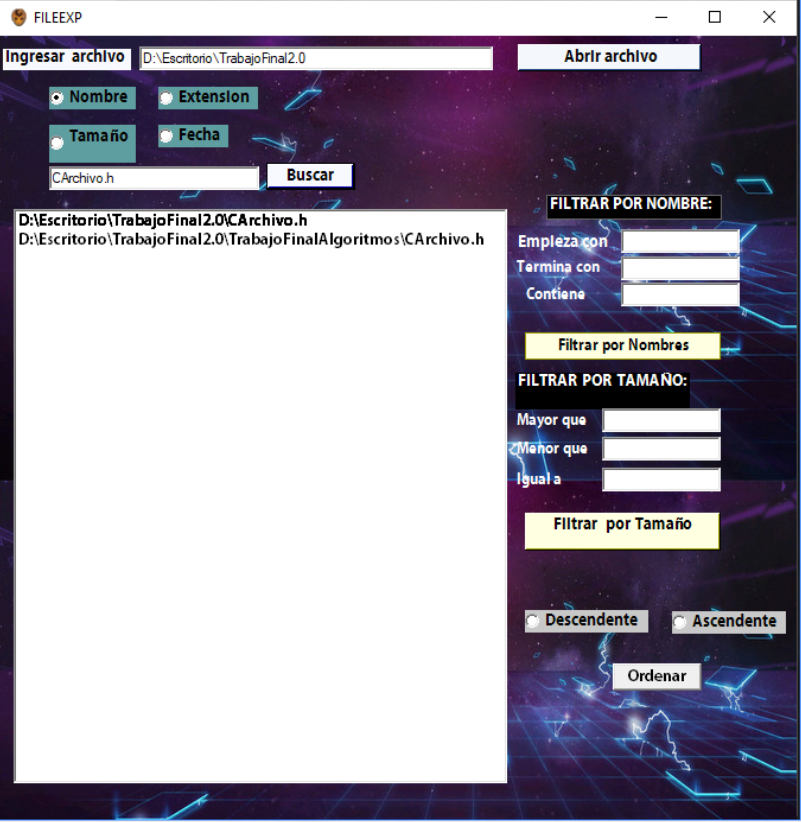 FILEEXP
Ingresar archivo D:\Escritorio\TrabajoFinal2.0 Abrir archivo
Nombre Extension
Tamaño Fecha
CArchivo.h Buscar
D:\Escritorio\TrabajoFinal2.0\CArchivo.h
D:\Escritorio\TrabajoFinal2.0\TrabajoFinalAlgoritmos\CArchivo.h
FILTRAR POR NOMBRE:
Empieza con
Termina con
Contiene
Filtrar por Nombres
FILTRAR POR TAMAÑO:
Mayor que
Menor que
Igual a
Filtrar por Tamaño
Descendente Ascendente
Ordenar